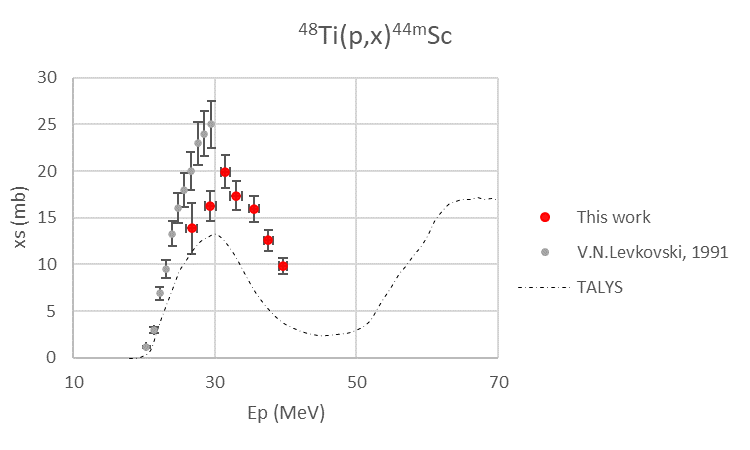 ⁴⁸Ti(p,x)⁴⁴ᵐSc
30
25
20
15
10
5
0
xs (mb)
10 30 50 70
Ep (MeV)
This work
V.N.Levkovski, 1991
TALYS